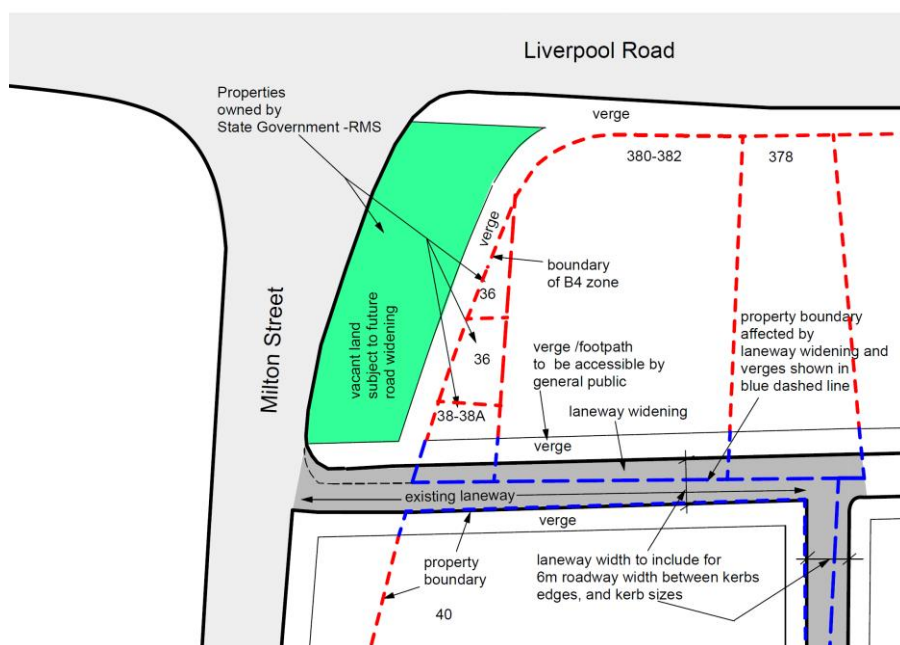 Liverpool Road
Properties
owned by
State Government -RMS
verge
380-382
378
verge
boundary
of B4 zone
36
Milton Street
vacant land
subject to future
road widening
36
verge /footpath
to be accessible by
general public
property boundary
affected by
laneway widening and
verges shown in
blue dashed line
38-38A
laneway widening
verge
existing laneway
verge
property
boundary
laneway width to include for
6m roadway width between kerbs
edges, and kerb sizes
40